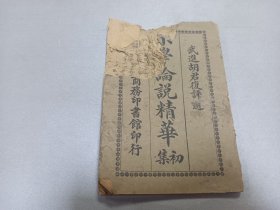 武進胡君復評選
小學論說精華
初集
商務印書館印行